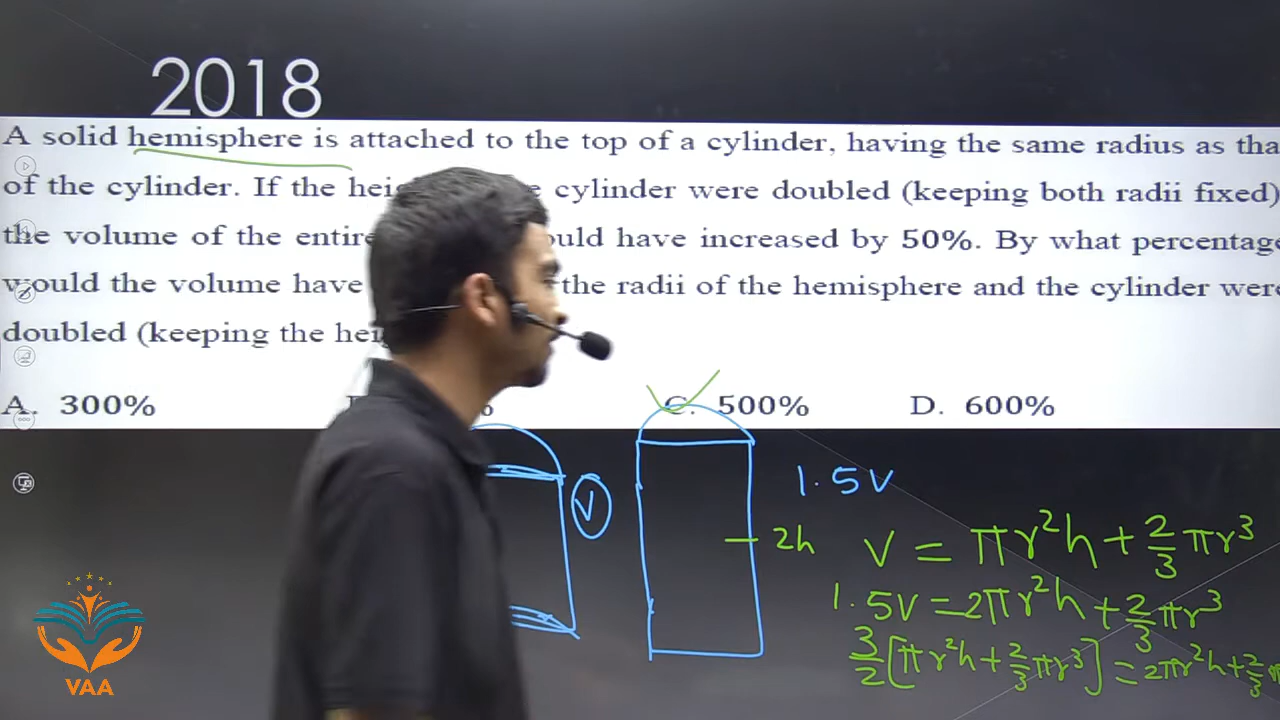 2018
A solid hemisphere is attached to the top of a cylinder, having the same radius as tha
of the cylinder. If the hei cylinder were doubled (keeping both radii fixed)
the volume of the entire ould have increased by 50%. By what percentage
would the volume have the radii of the hemisphere and the cylinder were
doubled (keeping the hei
A. 300% % C. 500% D. 600%
V
1.5V
2h
V = πr²h + 2/3 πr³
1.5V = 2πr²h + 2/3 πr³
3/2 [πr²h + 2/3 πr³] = 2πr²h + 2/3 π
VAA